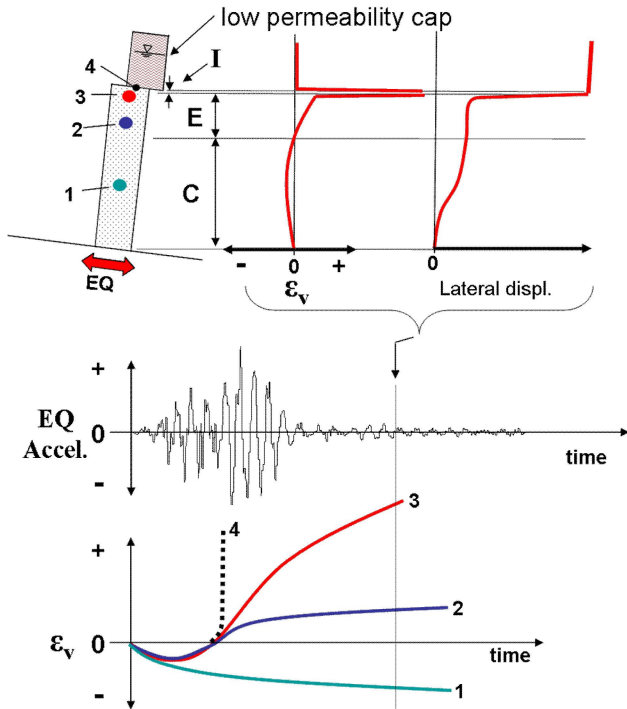 low permeability cap
4
I
3
E
2
1
C
EQ
- 0 +
0
εv
Lateral displ.
+
EQ
Accel.
0
-
time
3
4
+
2
εv
0
time
-
1